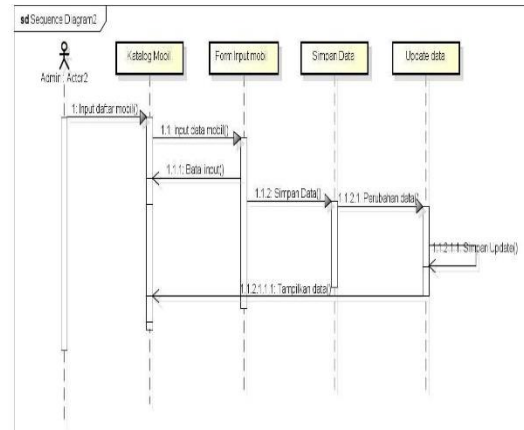 sd Sequence Diagram2
Katalog Mobil
Form Input mobil
Simpan Data
Update data
Admin : Actor2
1: Input daftar mobil()
1.1: Input data mobil()
1.1.1: Batal input()
1.1.2: Simpan Data()
1.1.2.1: Perubahan data()
1.1.2.1.1: Simpan Update()
1.1.2.1.1.1: Tampilkan data()